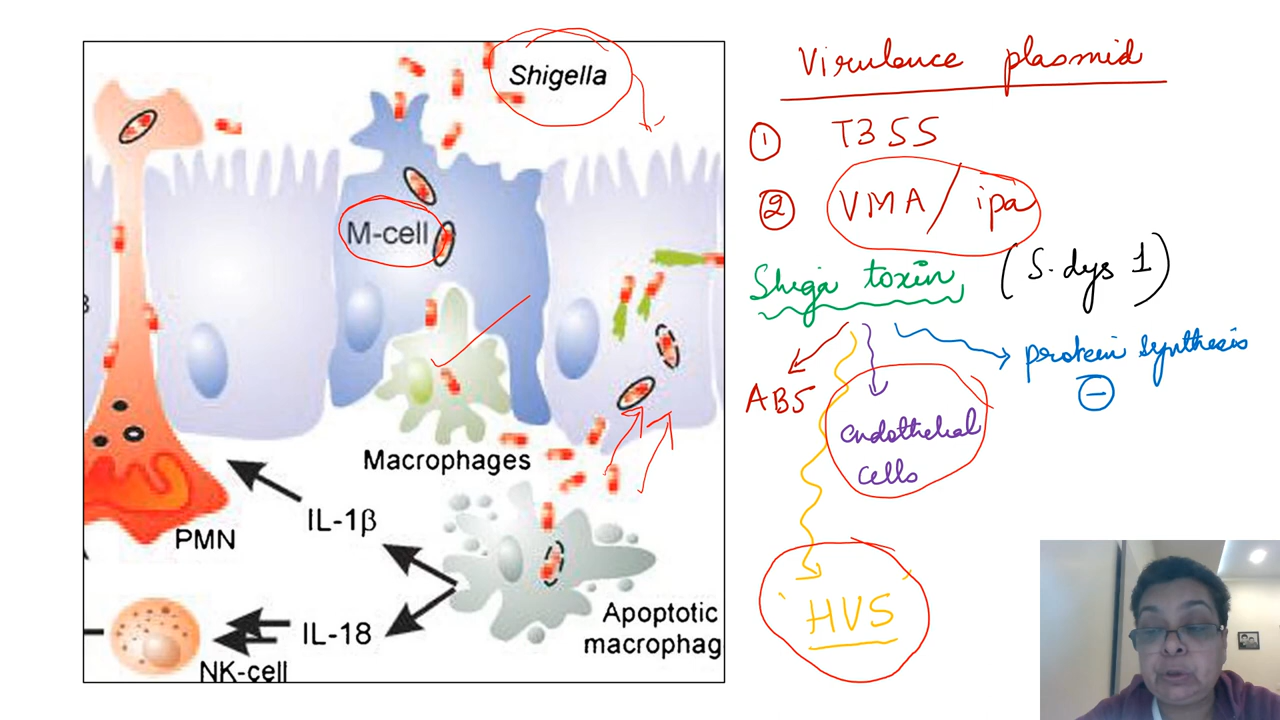 Shigella
M-cell
Macrophages
IL-1β
PMN
IL-18
NK-cell
Apoptotic
macrophag
Virulence plasmid
① T3SS
② VMA / ipa
Shiga toxin (S. dys 1)
protein synthesis
−
AB5
endothelial
cells
HVS